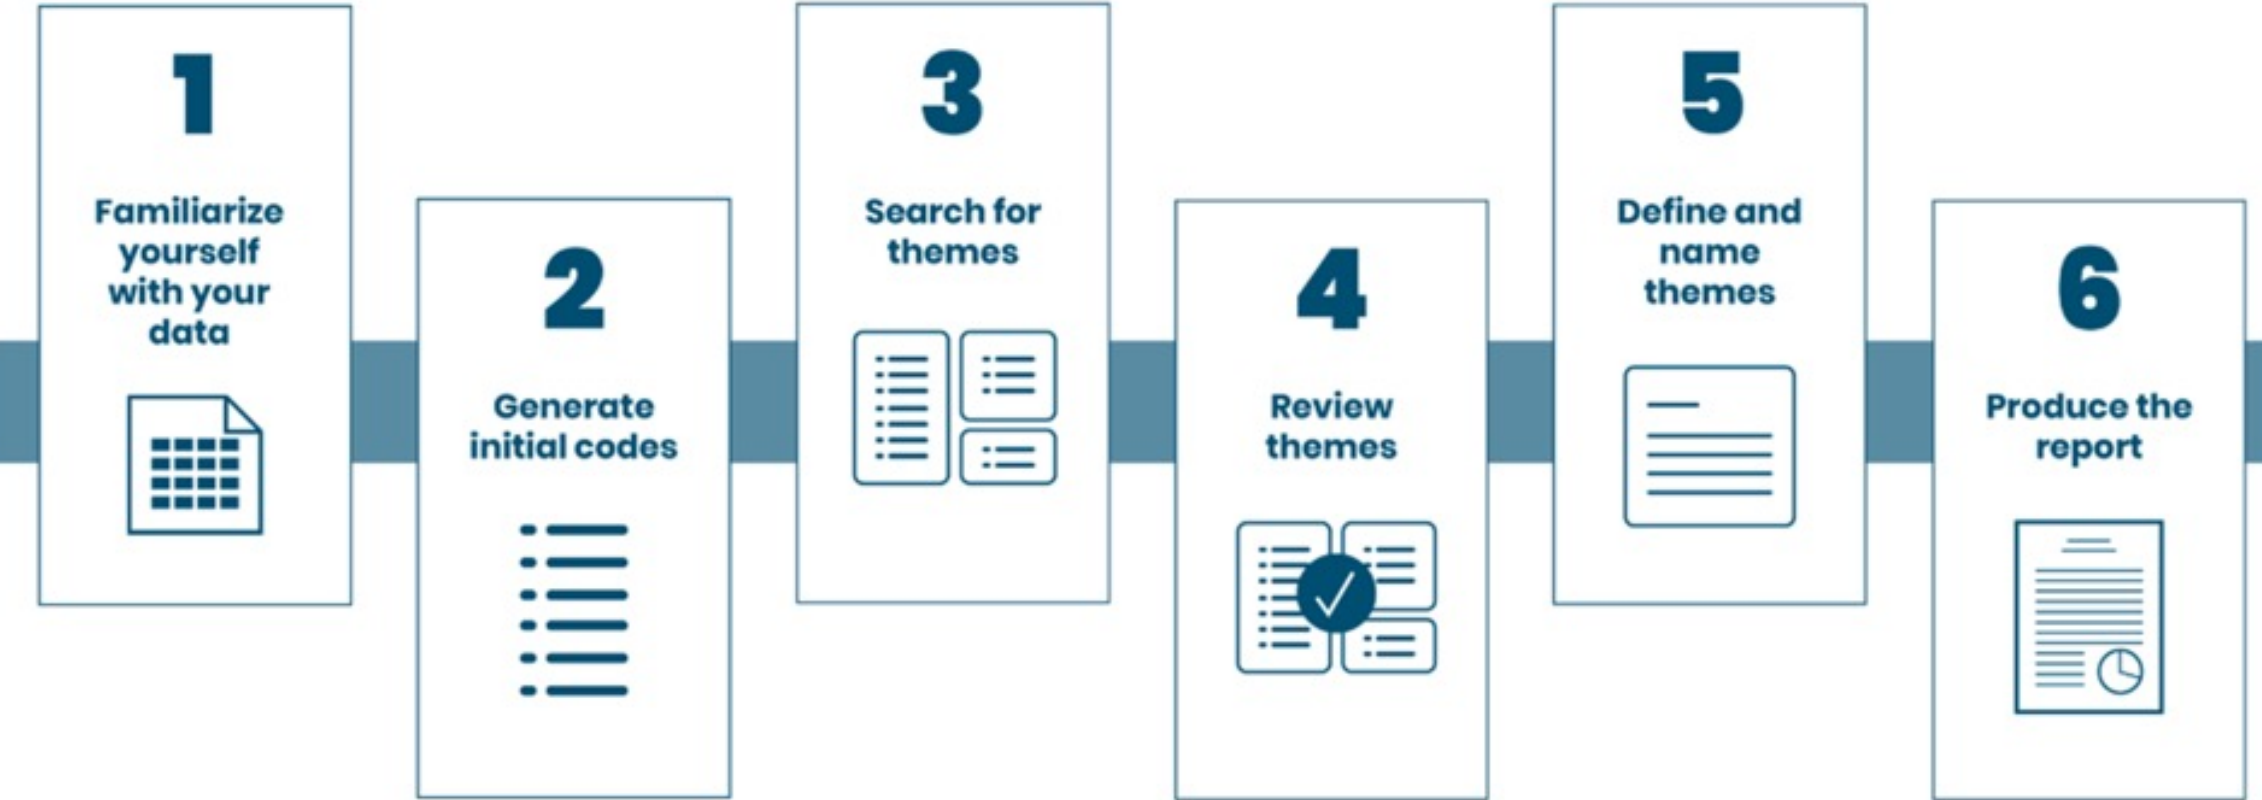 1
Familiarize
yourself
with your
data
2
Generate
initial codes
3
Search for
themes
4
Review
themes
5
Define and
name
themes
6
Produce the
report